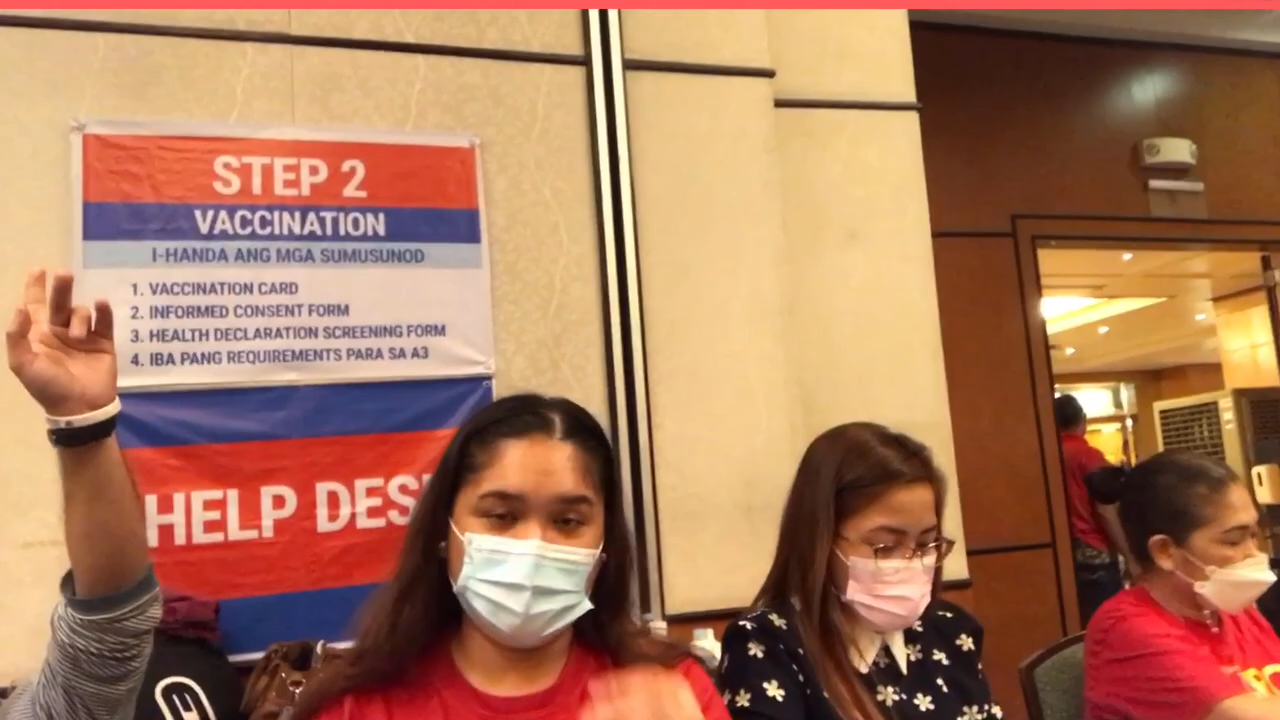 STEP 2
VACCINATION
I-HANDA ANG MGA SUMUSUNOD
1. VACCINATION CARD
2. INFORMED CONSENT FORM
3. HEALTH DECLARATION SCREENING FORM
4. IBA PANG REQUIREMENTS PARA SA A3
HELP DES